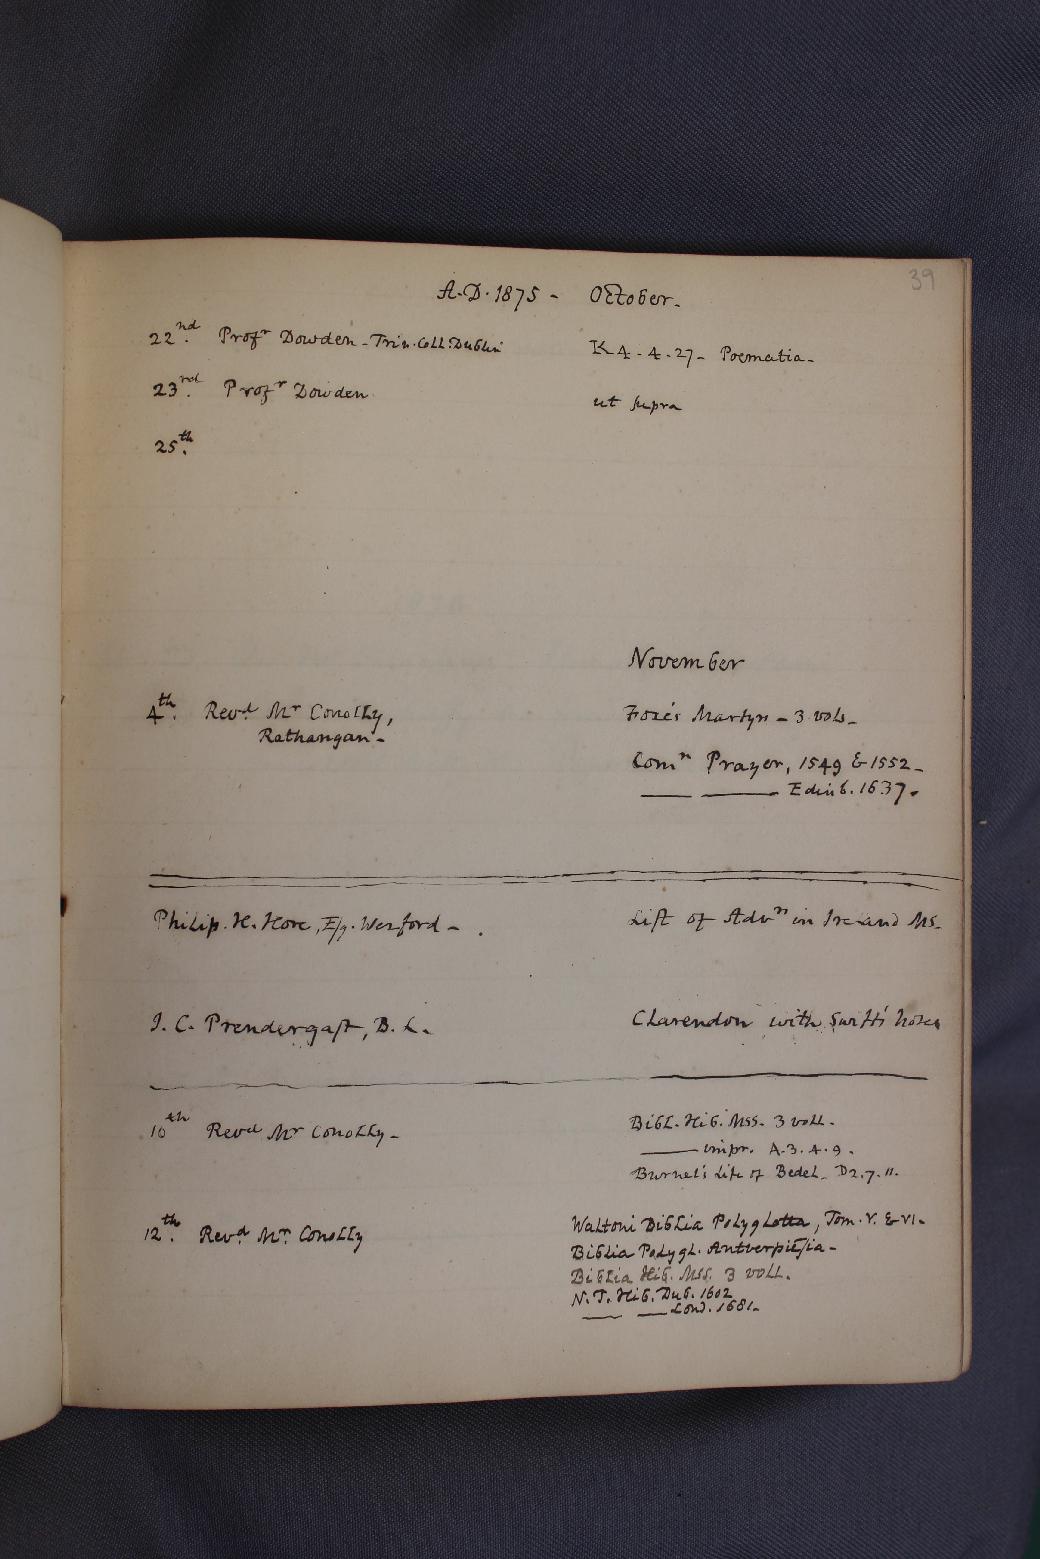 39
A.D. 1875 - October.
22nd. Profr Dowden - Trin. Coll. Dublin K4.4.27 - Poematia -
23rd. Profr Dowden ut supra
25th.
November
4th. Revd. Mr Conolly, Foxe's Martyrs - 3 vols -
Rathangan -
Comn Prayer, 1549 & 1552 -
—— —— Edinb. 1637.
Philip. H. Hore, Esq. Wexford - List of Advrs in Ireland MS.
J. C. Prendergast, B. L. Clarendon with Swift's notes
10th Revd Mr Conolly - Bibl. Hib. Mss. 3 voll.
—— impr. A.3.4.9.
Burnet's Life of Bedel - D2.7.11.
12th. Revd. Mr. Conolly Waltoni Biblia Polyglotta, Tom. V. & VI -
Biblia Polygl. Antverpiessia -
Biblia Hib. Mss. 3 voll.
N. T. Hib. Dub. 1602
—— —— Lond. 1681 -